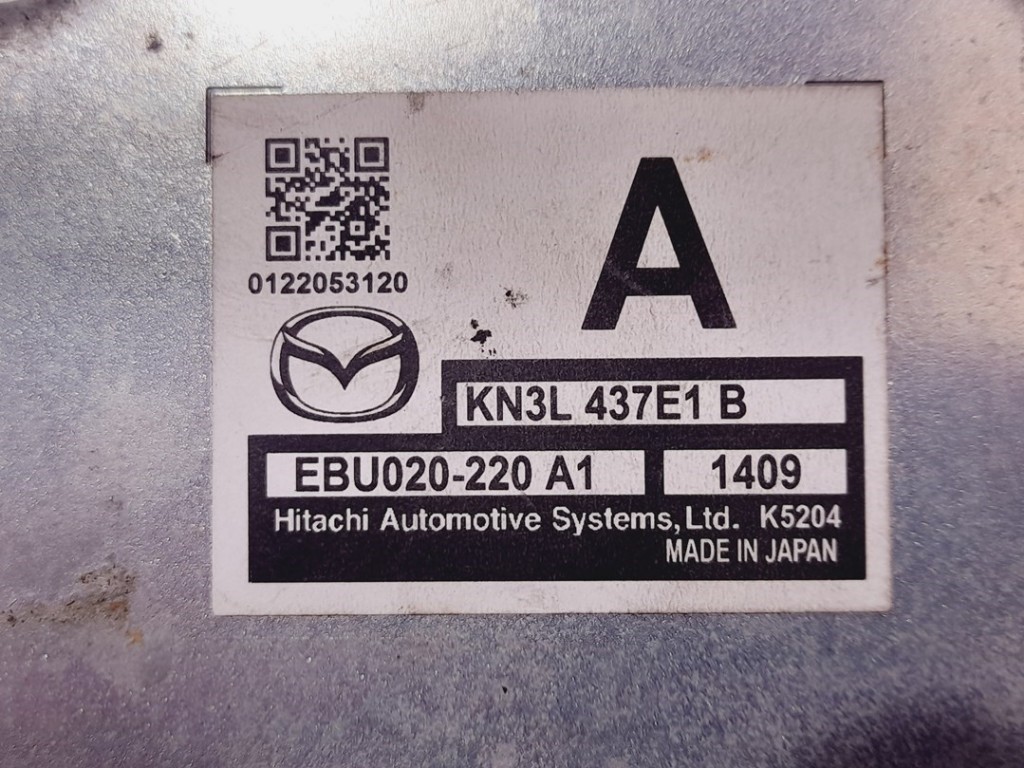 A
0122053120
KN3L 437E1 B
EBU020-220 A1 1409
Hitachi Automotive Systems, Ltd. K5204
MADE IN JAPAN